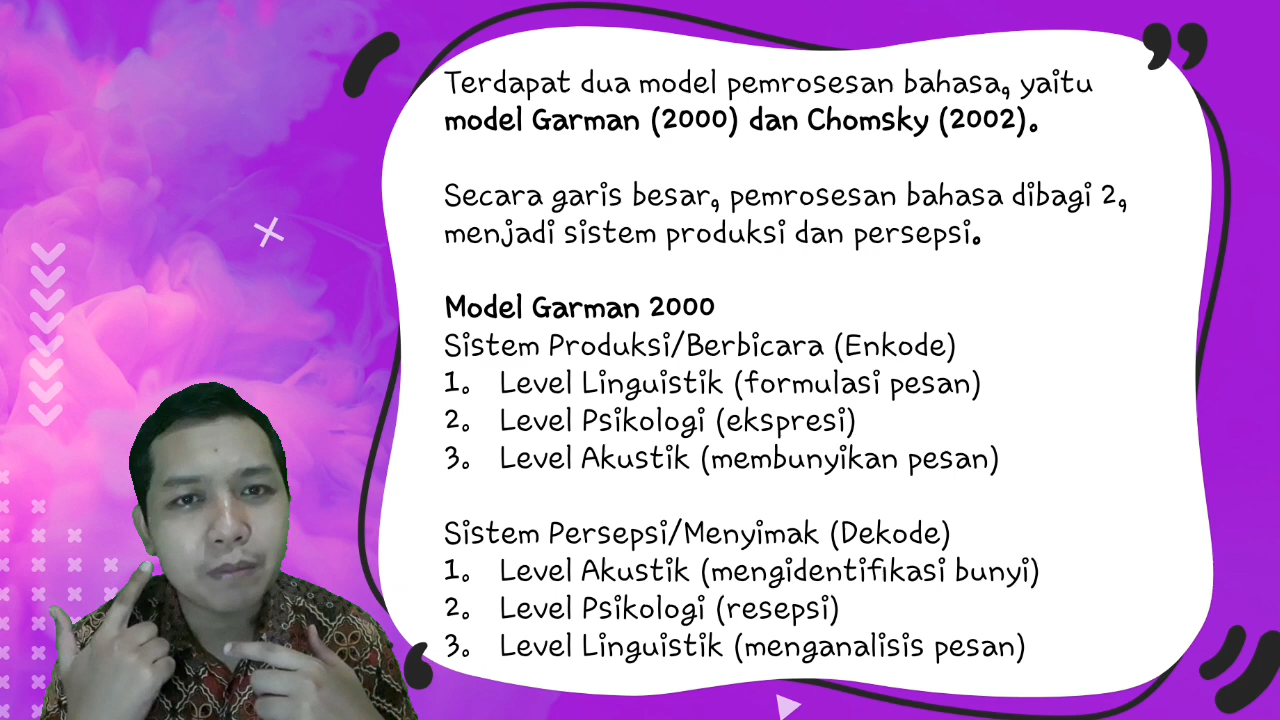 Terdapat dua model pemrosesan bahasa, yaitu
model Garman (2000) dan Chomsky (2002).
Secara garis besar, pemrosesan bahasa dibagi 2,
menjadi sistem produksi dan persepsi.
Model Garman 2000
Sistem Produksi/Berbicara (Enkode)
1. Level Linguistik (formulasi pesan)
2. Level Psikologi (ekspresi)
3. Level Akustik (membunyikan pesan)
Sistem Persepsi/Menyimak (Dekode)
1. Level Akustik (mengidentifikasi bunyi)
2. Level Psikologi (resepsi)
3. Level Linguistik (menganalisis pesan)